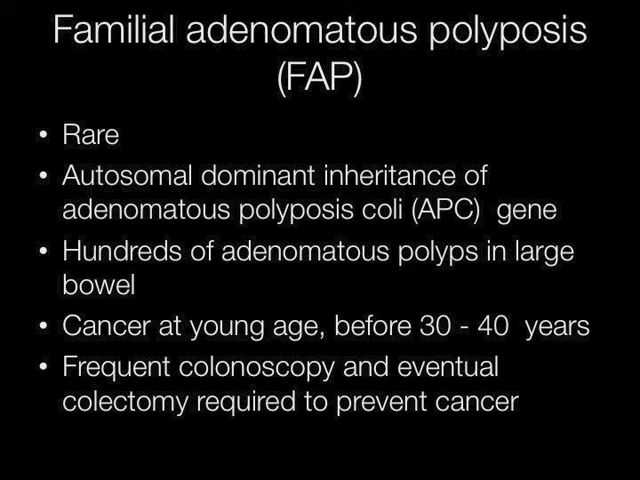 Familial adenomatous polyposis
(FAP)
• Rare
• Autosomal dominant inheritance of
adenomatous polyposis coli (APC)  gene
• Hundreds of adenomatous polyps in large
bowel
• Cancer at young age, before 30 - 40  years
• Frequent colonoscopy and eventual
colectomy required to prevent cancer